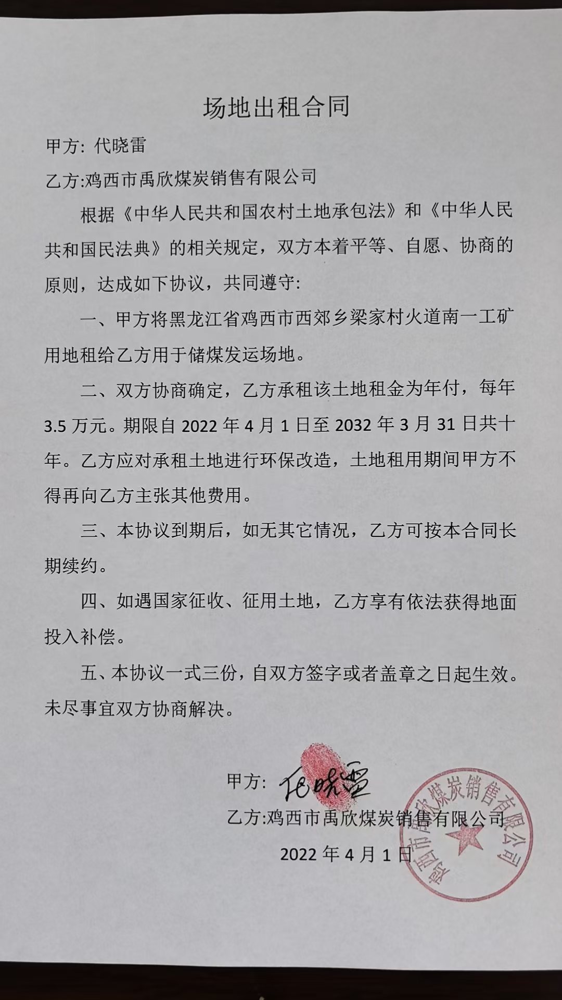 场地出租合同
甲方: 代晓雷
乙方:鸡西市禹欣煤炭销售有限公司
根据《中华人民共和国农村土地承包法》和《中华人民
共和国民法典》的相关规定，双方本着平等、自愿、协商的
原则，达成如下协议，共同遵守:
一、甲方将黑龙江省鸡西市西郊乡梁家村火道南一工矿
用地租给乙方用于储煤发运场地。
二、双方协商确定，乙方承租该土地租金为年付，每年
3.5 万元。期限自 2022 年 4 月 1 日至 2032 年 3 月 31 日共十
年。乙方应对承租土地进行环保改造，土地租用期间甲方不
得再向乙方主张其他费用。
三、本协议到期后，如无其它情况，乙方可按本合同长
期续约。
四、如遇国家征收、征用土地，乙方享有依法获得地面
投入补偿。
五、本协议一式三份，自双方签字或者盖章之日起生效。
未尽事宜双方协商解决。
甲方: 代晓雷
乙方:鸡西市禹欣煤炭销售有限公司
2022 年 4 月 1 日
鸡西市禹欣煤炭销售有限公司